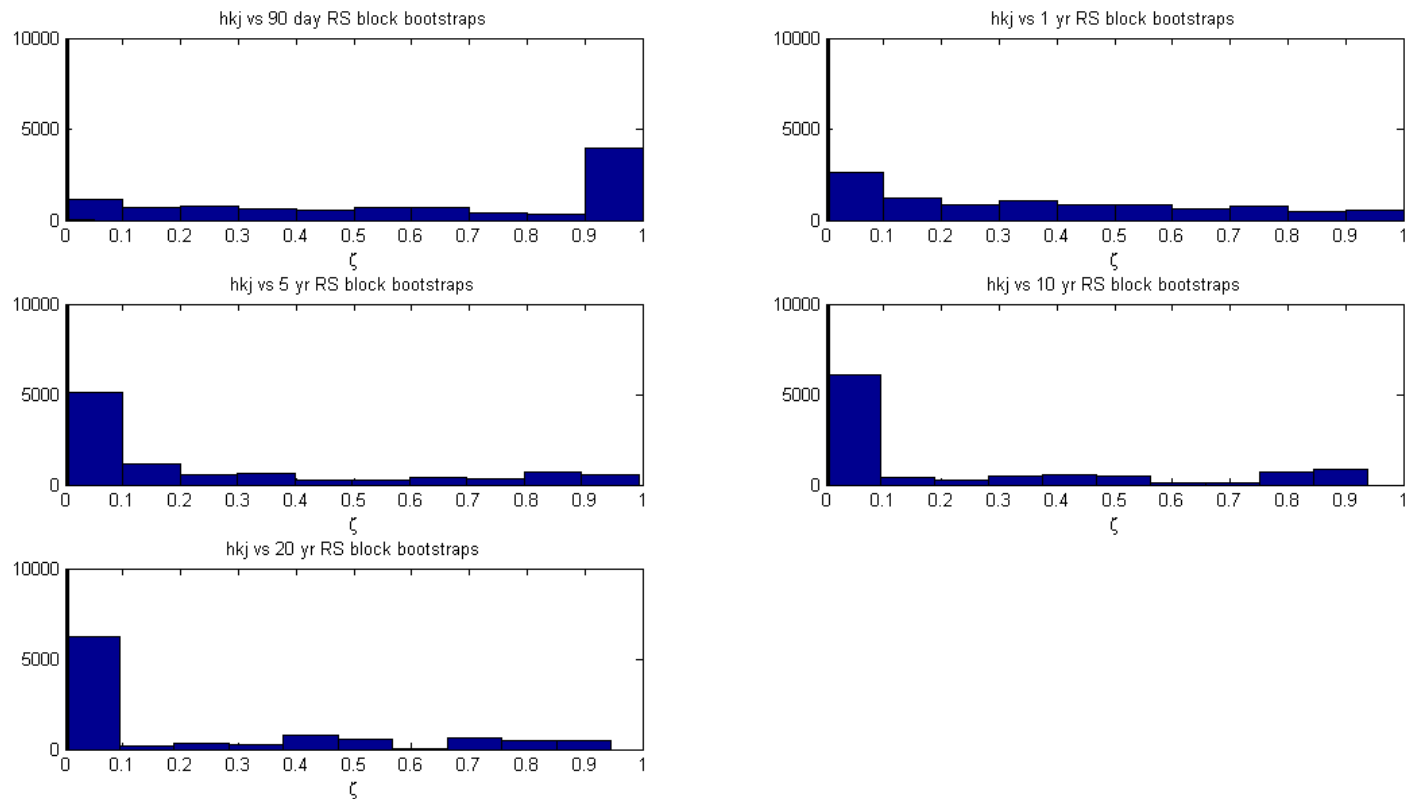 hkj vs 90 day RS block bootstraps
10000
5000
0
0 0.1 0.2 0.3 0.4 0.5 0.6 0.7 0.8 0.9 1
ζ
hkj vs 1 yr RS block bootstraps
10000
5000
0
0 0.1 0.2 0.3 0.4 0.5 0.6 0.7 0.8 0.9 1
ζ
hkj vs 5 yr RS block bootstraps
10000
5000
0
0 0.1 0.2 0.3 0.4 0.5 0.6 0.7 0.8 0.9 1
ζ
hkj vs 10 yr RS block bootstraps
10000
5000
0
0 0.1 0.2 0.3 0.4 0.5 0.6 0.7 0.8 0.9 1
ζ
hkj vs 20 yr RS block bootstraps
10000
5000
0
0 0.1 0.2 0.3 0.4 0.5 0.6 0.7 0.8 0.9 1
ζ